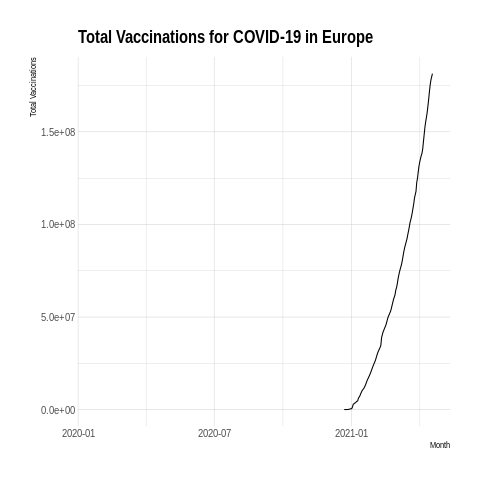 Total Vaccinations for COVID-19 in Europe
Total Vaccinations
1.5e+08
1.0e+08
5.0e+07
0.0e+00
2020-01
2020-07
2021-01
Month